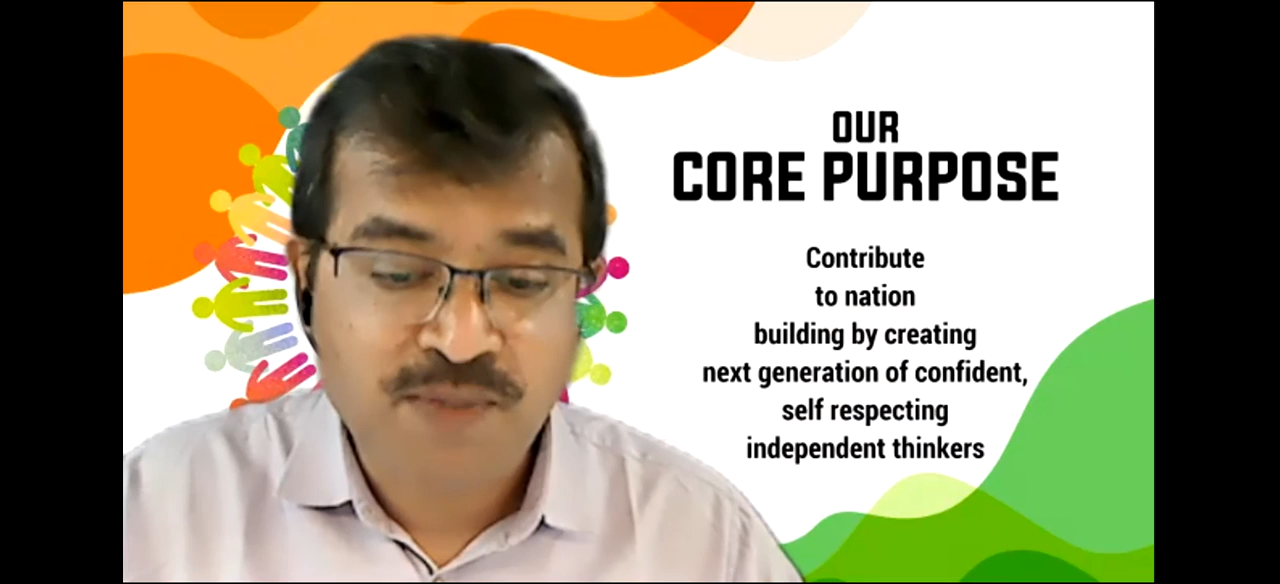 OUR
CORE PURPOSE
Contribute
to nation
building by creating
next generation of confident,
self respecting
independent thinkers